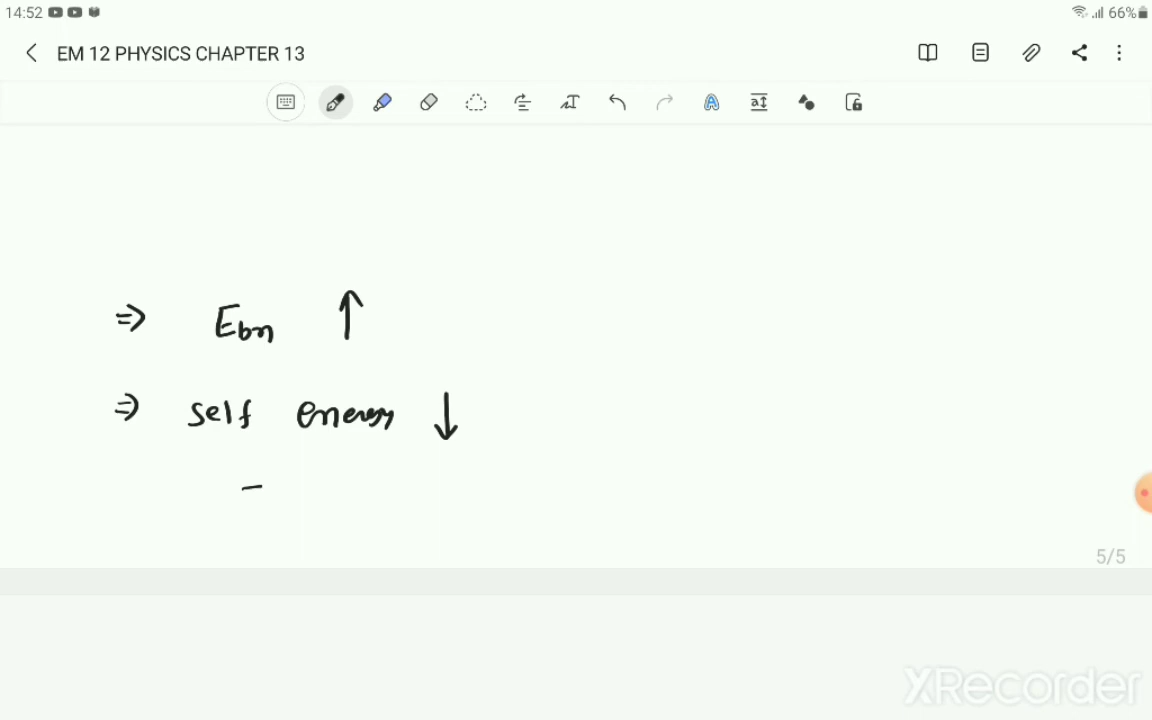 14:52 66%
EM 12 PHYSICS CHAPTER 13
⇒ Ebn ↑
⇒ self energy ↓
–
5/5
XRecorder